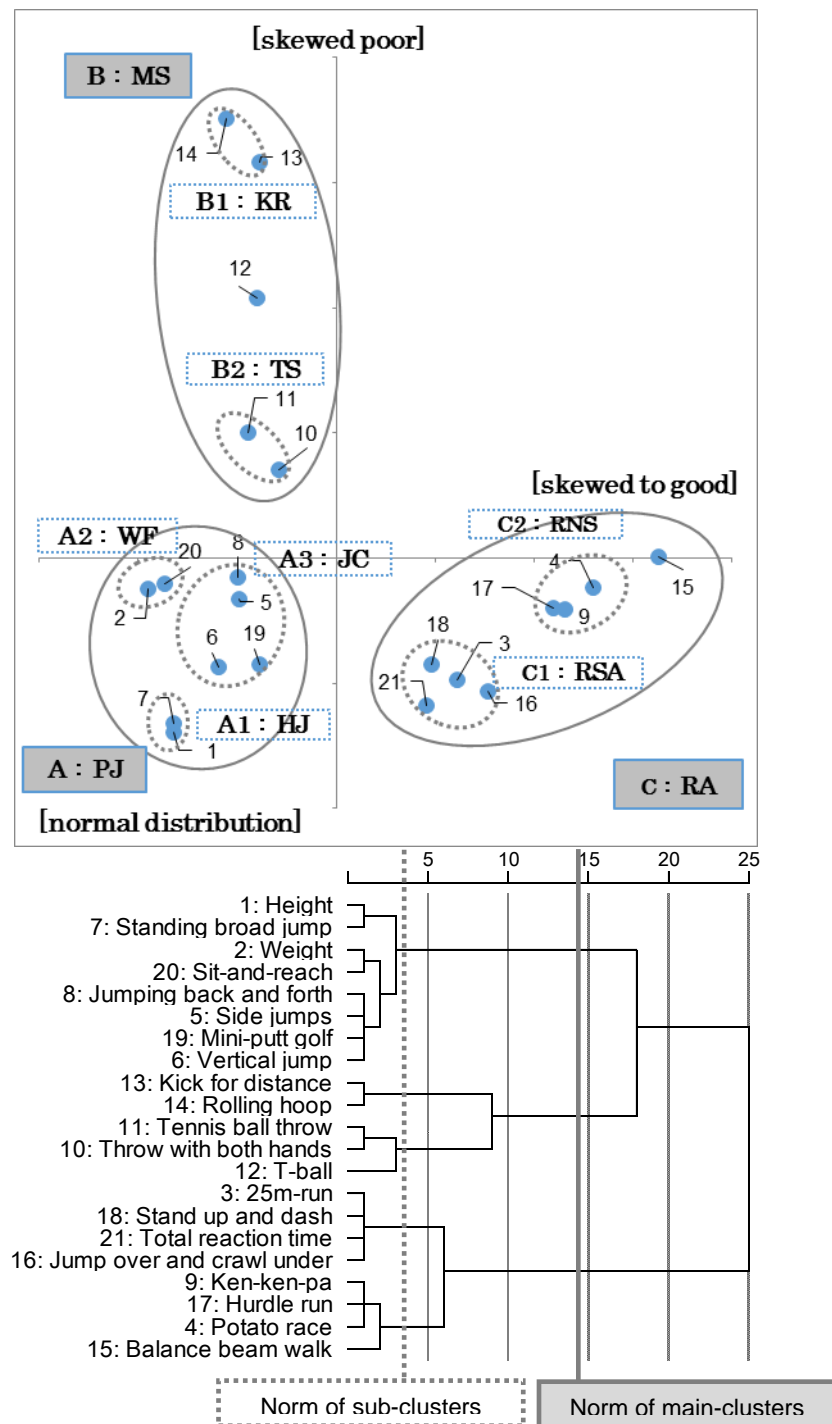 [skewed poor]
B : MS
14
13
B1 : KR
12
B2 : TS
11
10
[skewed to good]
A2 : WF
20
8
A3 : JC
C2 : RNS
4
15
2
5
17
9
6
19
18
3
C1 : RSA
21
16
7
A1 : HJ
1
A : PJ
C : RA
[normal distribution]
5
10
15
20
25
1: Height
7: Standing broad jump
2: Weight
20: Sit-and-reach
8: Jumping back and forth
5: Side jumps
19: Mini-putt golf
6: Vertical jump
13: Kick for distance
14: Rolling hoop
11: Tennis ball throw
10: Throw with both hands
12: T-ball
3: 25m-run
18: Stand up and dash
21: Total reaction time
16: Jump over and crawl under
9: Ken-ken-pa
17: Hurdle run
4: Potato race
15: Balance beam walk
Norm of sub-clusters
Norm of main-clusters